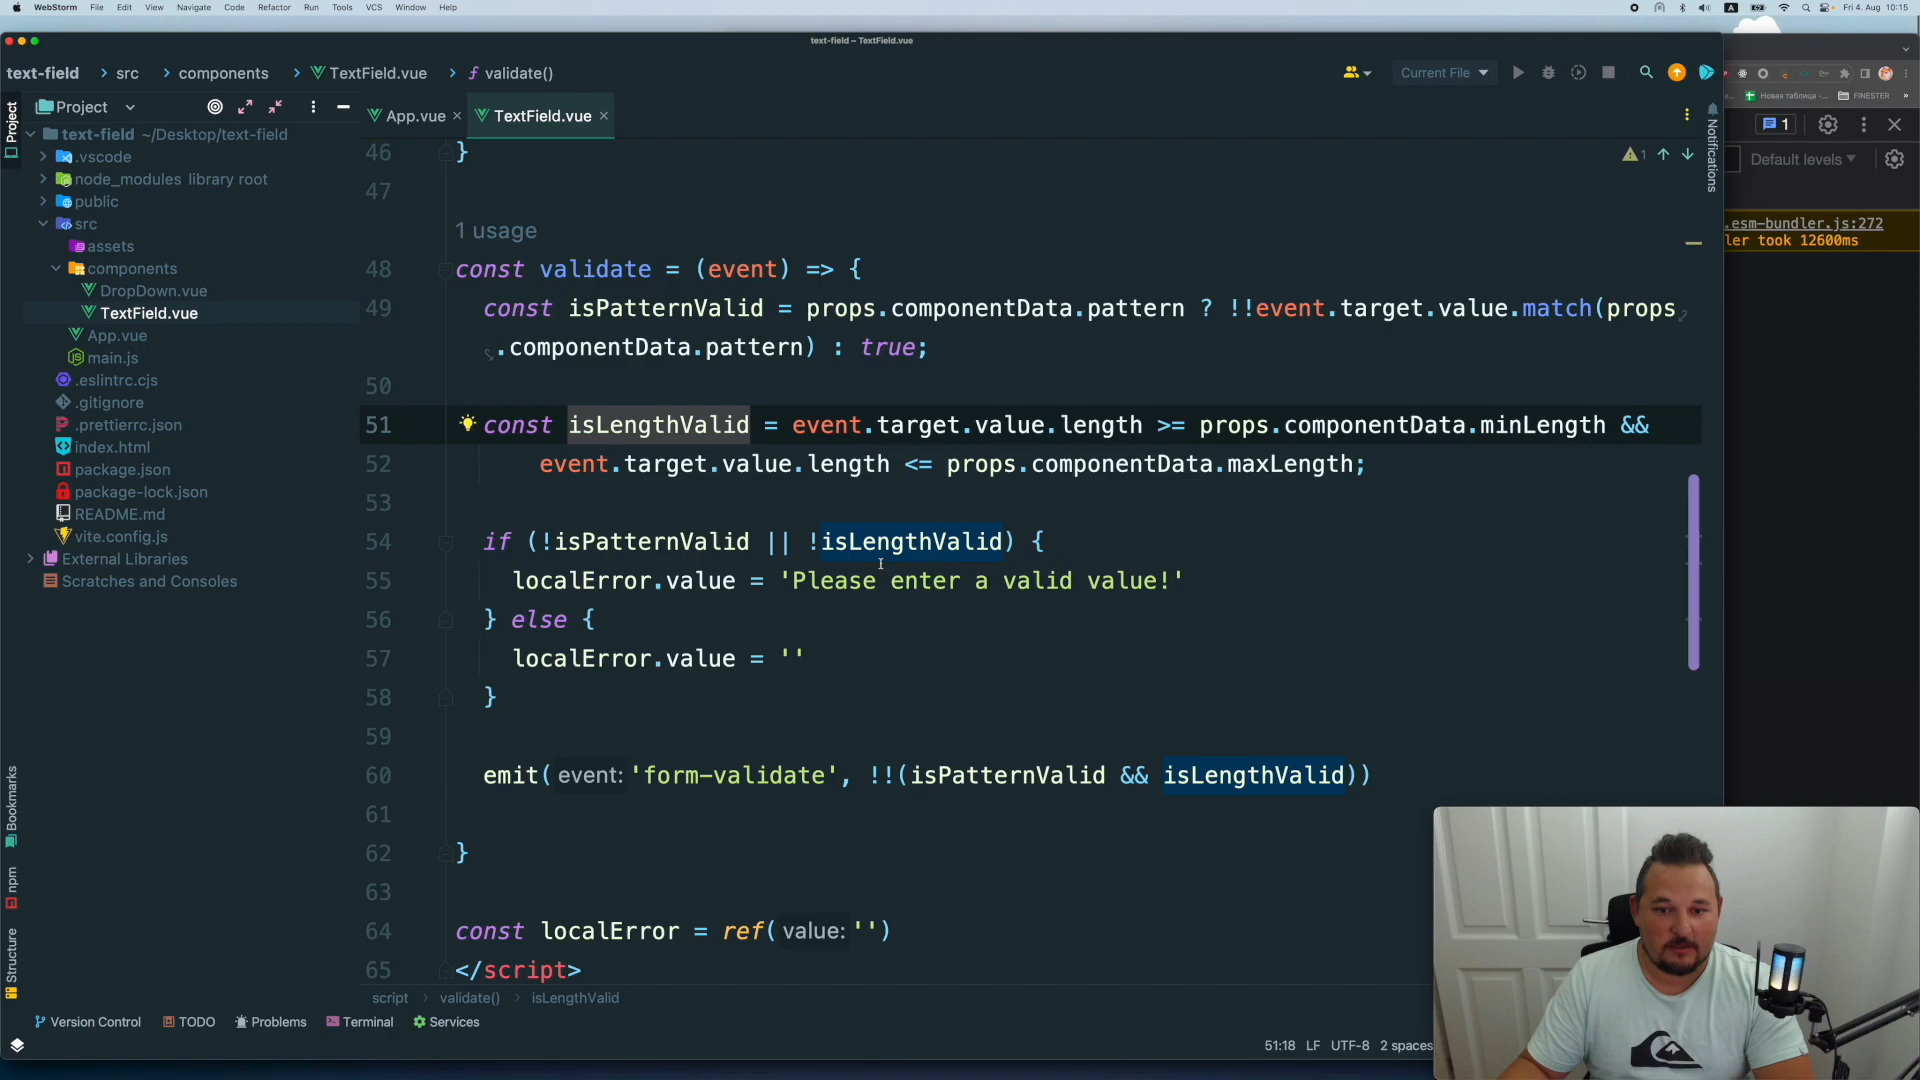 WebStorm File Edit View Navigate Code Refactor Run Tools VCS Window Help
A
Fri 4. Aug 10:15
text-field – TextField.vue
text-field › src › components › TextField.vue › validate()
Current File
Project
App.vue
TextField.vue
Project
Notifications
text-field ~/Desktop/text-field
.vscode
node_modules library root
public
src
assets
components
DropDown.vue
TextField.vue
App.vue
main.js
.eslintrc.cjs
.gitignore
.prettierrc.json
index.html
package.json
package-lock.json
README.md
vite.config.js
External Libraries
Scratches and Consoles
46 }
1
47
1 usage
48 const validate = (event) => {
49 const isPatternValid = props.componentData.pattern ? !!event.target.value.match(props
.componentData.pattern) : true;
50
51 const isLengthValid = event.target.value.length >= props.componentData.minLength &&
52 event.target.value.length <= props.componentData.maxLength;
53
54 if (!isPatternValid || !isLengthValid) {
55 localError.value = 'Please enter a valid value!'
56 } else {
57 localError.value = ''
58 }
59
60 emit( event: 'form-validate', !!(isPatternValid && isLengthValid))
61
62 }
63
64 const localError = ref( value: '')
65 </script>
script › validate() › isLengthValid
Bookmarks
npm
Structure
Version Control
TODO
Problems
Terminal
Services
51:18 LF UTF-8 2 spaces
Новая таблица -...
FINESTER
1
Default levels
.esm-bundler.js:272
ler took 12600ms